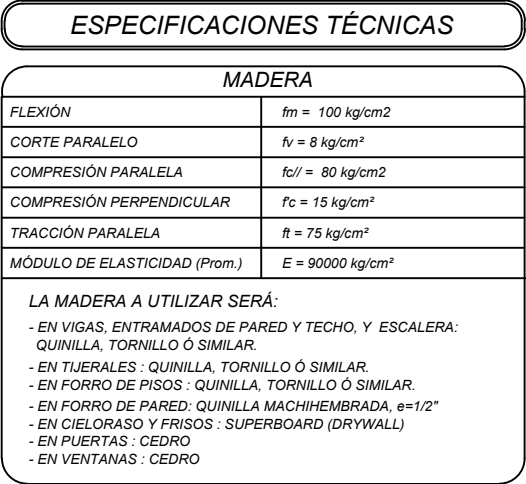 ESPECIFICACIONES TÉCNICAS
MADERA
FLEXIÓN fm = 100 kg/cm2
CORTE PARALELO fv = 8 kg/cm²
COMPRESIÓN PARALELA fc// = 80 kg/cm2
COMPRESIÓN PERPENDICULAR f'c = 15 kg/cm²
TRACCIÓN PARALELA ft = 75 kg/cm²
MÓDULO DE ELASTICIDAD (Prom.) E = 90000 kg/cm²
LA MADERA A UTILIZAR SERÁ:
- EN VIGAS, ENTRAMADOS DE PARED Y TECHO, Y ESCALERA:
QUINILLA, TORNILLO Ó SIMILAR.
- EN TIJERALES : QUINILLA, TORNILLO Ó SIMILAR.
- EN FORRO DE PISOS : QUINILLA, TORNILLO Ó SIMILAR.
- EN FORRO DE PARED: QUINILLA MACHIHEMBRADA, e=1/2"
- EN CIELORASO Y FRISOS : SUPERBOARD (DRYWALL)
- EN PUERTAS : CEDRO
- EN VENTANAS : CEDRO